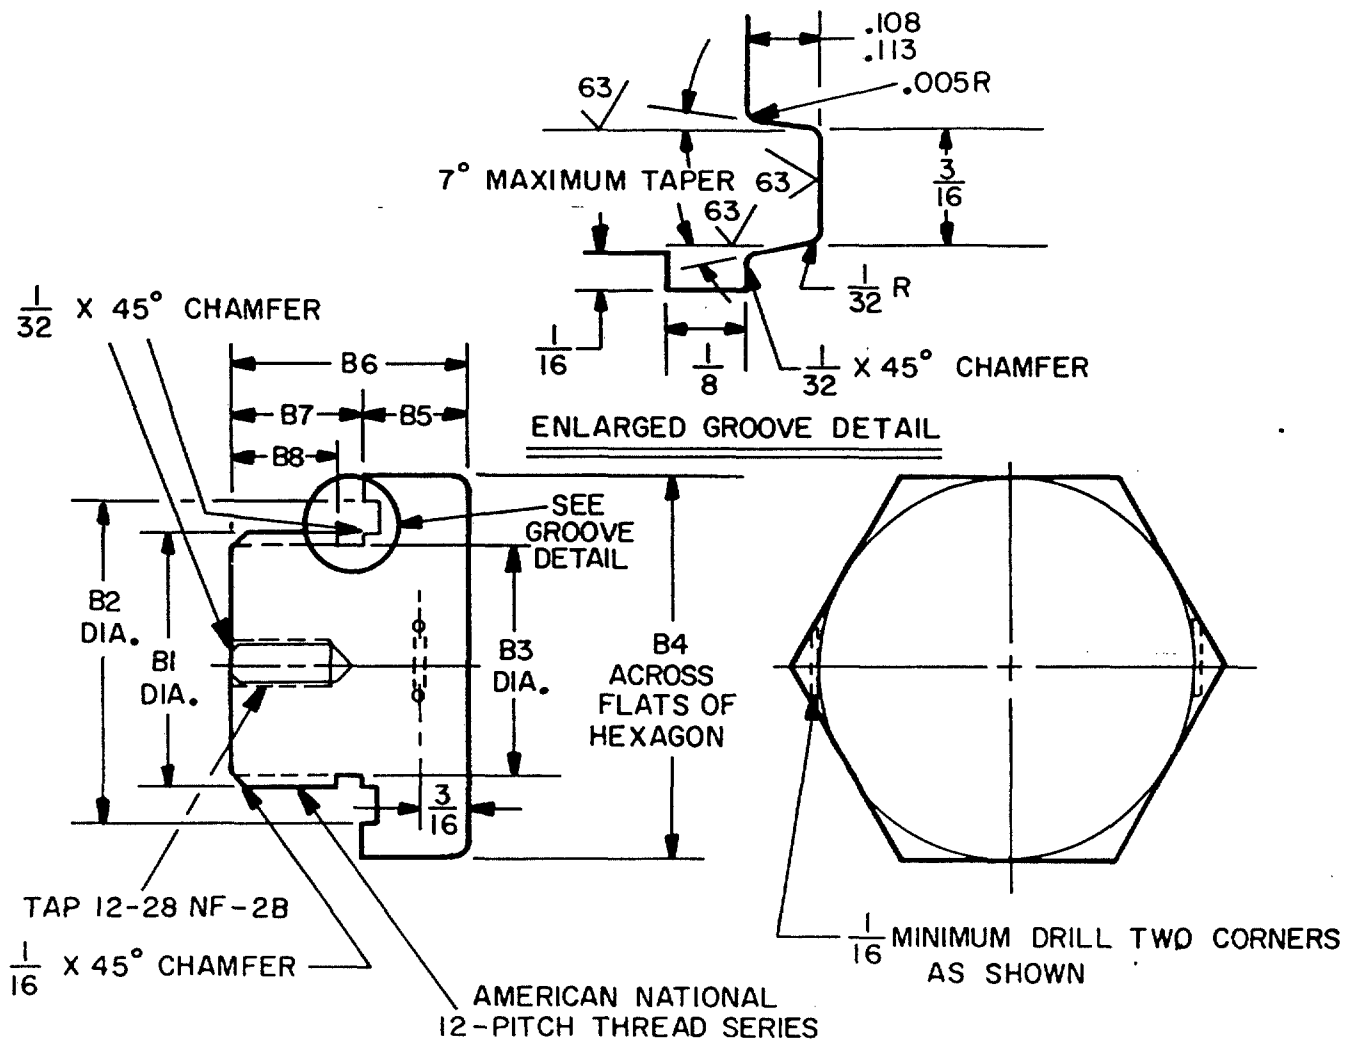 .108
.113
.005R
63
7° MAXIMUM TAPER 63
3/16
63
1/32 R
1/16
1/8
1/32 X 45° CHAMFER
ENLARGED GROOVE DETAIL
1/32 X 45° CHAMFER
B6
B7
B5
B8
SEE
GROOVE
DETAIL
B2
DIA.
B1
DIA.
B3
DIA.
B4
ACROSS
FLATS OF
HEXAGON
3/16
TAP 12-28 NF-2B
1/16 X 45° CHAMFER
AMERICAN NATIONAL
12-PITCH THREAD SERIES
1/16 MINIMUM DRILL TWO CORNERS
AS SHOWN